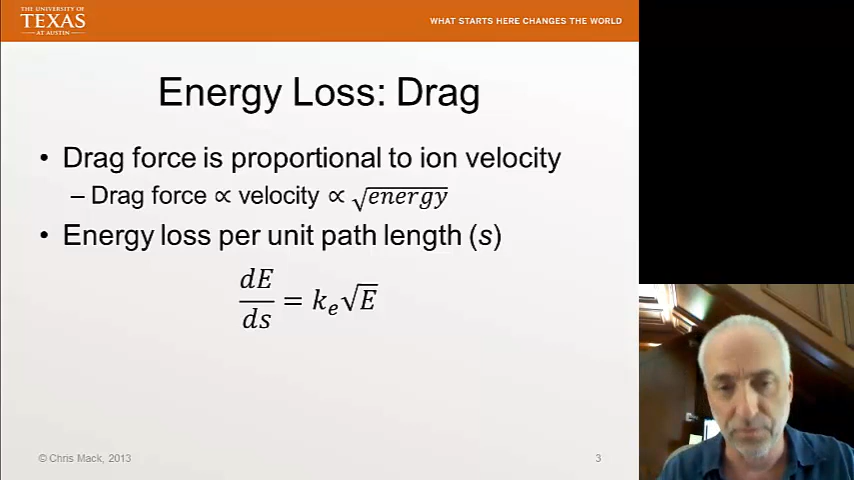 THE UNIVERSITY OF
TEXAS
AT AUSTIN
WHAT STARTS HERE CHANGES THE WORLD
Energy Loss: Drag
• Drag force is proportional to ion velocity
– Drag force ∝ velocity ∝ √energy
• Energy loss per unit path length (s)
dE/ds = kₑ√E
© Chris Mack, 2013
3